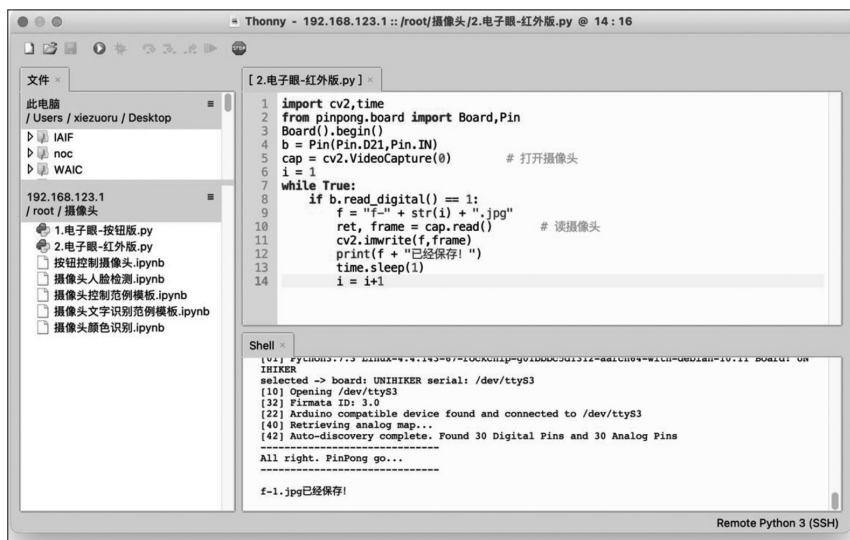 Thonny - 192.168.123.1 :: /root/摄像头/2.电子眼-红外版.py @ 14 : 16
STOP
文件 ×
此电脑
/ Users / xiezuoru / Desktop
IAIF
noc
WAIC
192.168.123.1
/ root / 摄像头
1.电子眼-按钮版.py
2.电子眼-红外版.py
按钮控制摄像头.ipynb
摄像头人脸检测.ipynb
摄像头控制范例模板.ipynb
摄像头文字识别范例模板.ipynb
摄像头颜色识别.ipynb
[ 2.电子眼-红外版.py ] ×
1 import cv2,time
2 from pinpong.board import Board,Pin
3 Board().begin()
4 b = Pin(Pin.D21,Pin.IN)
5 cap = cv2.VideoCapture(0) # 打开摄像头
6 i = 1
7 while True:
8 if b.read_digital() == 1:
9 f = "f-" + str(i) + ".jpg"
10 ret, frame = cap.read() # 读摄像头
11 cv2.imwrite(f,frame)
12 print(f + "已经保存! ")
13 time.sleep(1)
14 i = i+1
Shell ×
IHIKER
selected -> board: UNIHIKER serial: /dev/ttyS3
[10] Opening /dev/ttyS3
[32] Firmata ID: 3.0
[22] Arduino compatible device found and connected to /dev/ttyS3
[40] Retrieving analog map...
[42] Auto-discovery complete. Found 30 Digital Pins and 30 Analog Pins
------------------------------
All right. PinPong go...
------------------------------
f-1.jpg已经保存!
Remote Python 3 (SSH)